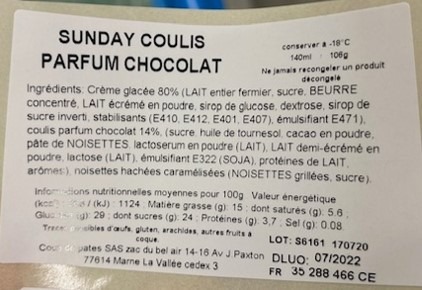 SUNDAY COULIS
PARFUM CHOCOLAT
conserver à -18°C
140ml : 106g
Ne jamais recongeler un produit
décongelé
Ingrédients: Crème glacée 80% (LAIT entier fermier, sucre, BEURRE
concentré, LAIT écrémé en poudre, sirop de glucose, dextrose, sirop de
sucre inverti, stabilisants (E410, E412, E401, E407), émulsifiant E471),
coulis parfum chocolat 14%, (sucre, huile de tournesol, cacao en poudre,
pâte de NOISETTES, lactoserum en poudre (LAIT), LAIT demi-écrémé en
poudre, lactose (LAIT), émulsifiant E322 (SOJA), protéines de LAIT,
arômes), noisettes hachées caramélisées (NOISETTES grillées, sucre).
nutritionnelles moyennes pour 100g Valeur énergétique
/ (kJ) : 1124 ; Matière grasse (g): 15 ; dont saturés (g): 5.6 ;
(g): 29 ; dont sucres (g): 24 ; Protéines (g): 3,7 ; Sel (g): 0.08
d'œufs, gluten, arachides, autres fruits à
coque.
LOT: S6161 170720
pates SAS zac du bel air 14-16 Av J.Paxton
DLUO: 07/2022
77614 Marne La Vallée cedex 3
FR 35 288 466 CE